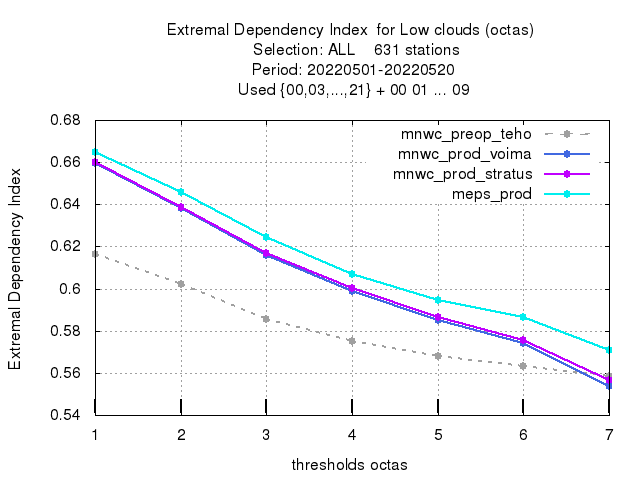 Extremal Dependency Index  for Low clouds (octas)
Selection: ALL    631 stations
Period: 20220501-20220520
Used {00,03,...,21} + 00 01 ... 09
mnwc_preop_teho
mnwc_prod_voima
mnwc_prod_stratus
meps_prod
Extremal Dependency Index
0.68
0.66
0.64
0.62
0.6
0.58
0.56
0.54
1 2 3 4 5 6 7
thresholds octas